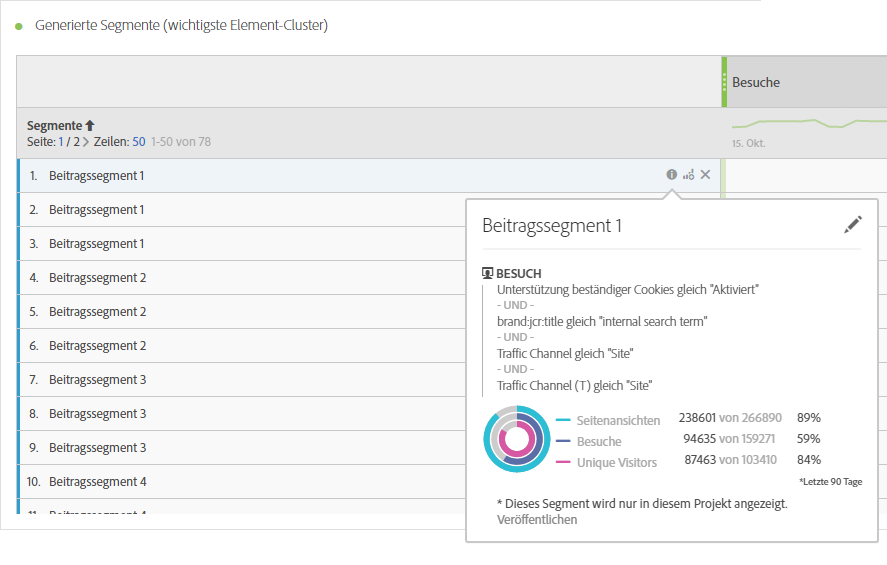 Generierte Segmente (wichtigste Element-Cluster)
Besuche
Segmente
Seite: 1 / 2 > Zeilen: 50 1-50 von 78
15. Okt.
1. Beitragssegment 1
2. Beitragssegment 1
3. Beitragssegment 1
4. Beitragssegment 2
5. Beitragssegment 2
6. Beitragssegment 2
7. Beitragssegment 3
8. Beitragssegment 3
9. Beitragssegment 3
10. Beitragssegment 4
11. Beitragssegment 4
Beitragssegment 1
BESUCH
Unterstützung beständiger Cookies gleich "Aktiviert"
- UND -
brand:jcr:title gleich "internal search term"
- UND -
Traffic Channel gleich "Site"
- UND -
Traffic Channel (T) gleich "Site"
Seitenansichten 238601 von 266890 89%
Besuche 94635 von 159271 59%
Unique Visitors 87463 von 103410 84%
*Letzte 90 Tage
* Dieses Segment wird nur in diesem Projekt angezeigt.
Veröffentlichen